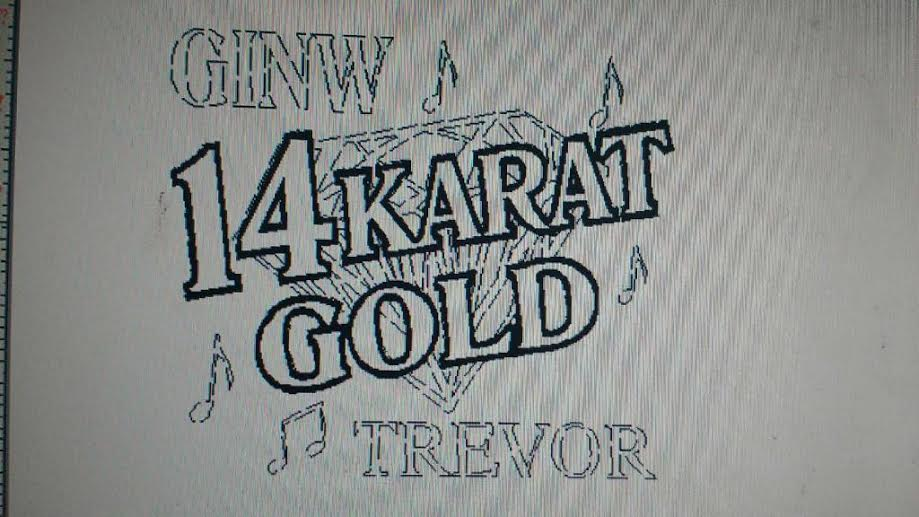 GINW
14 KARAT
GOLD
TREVOR